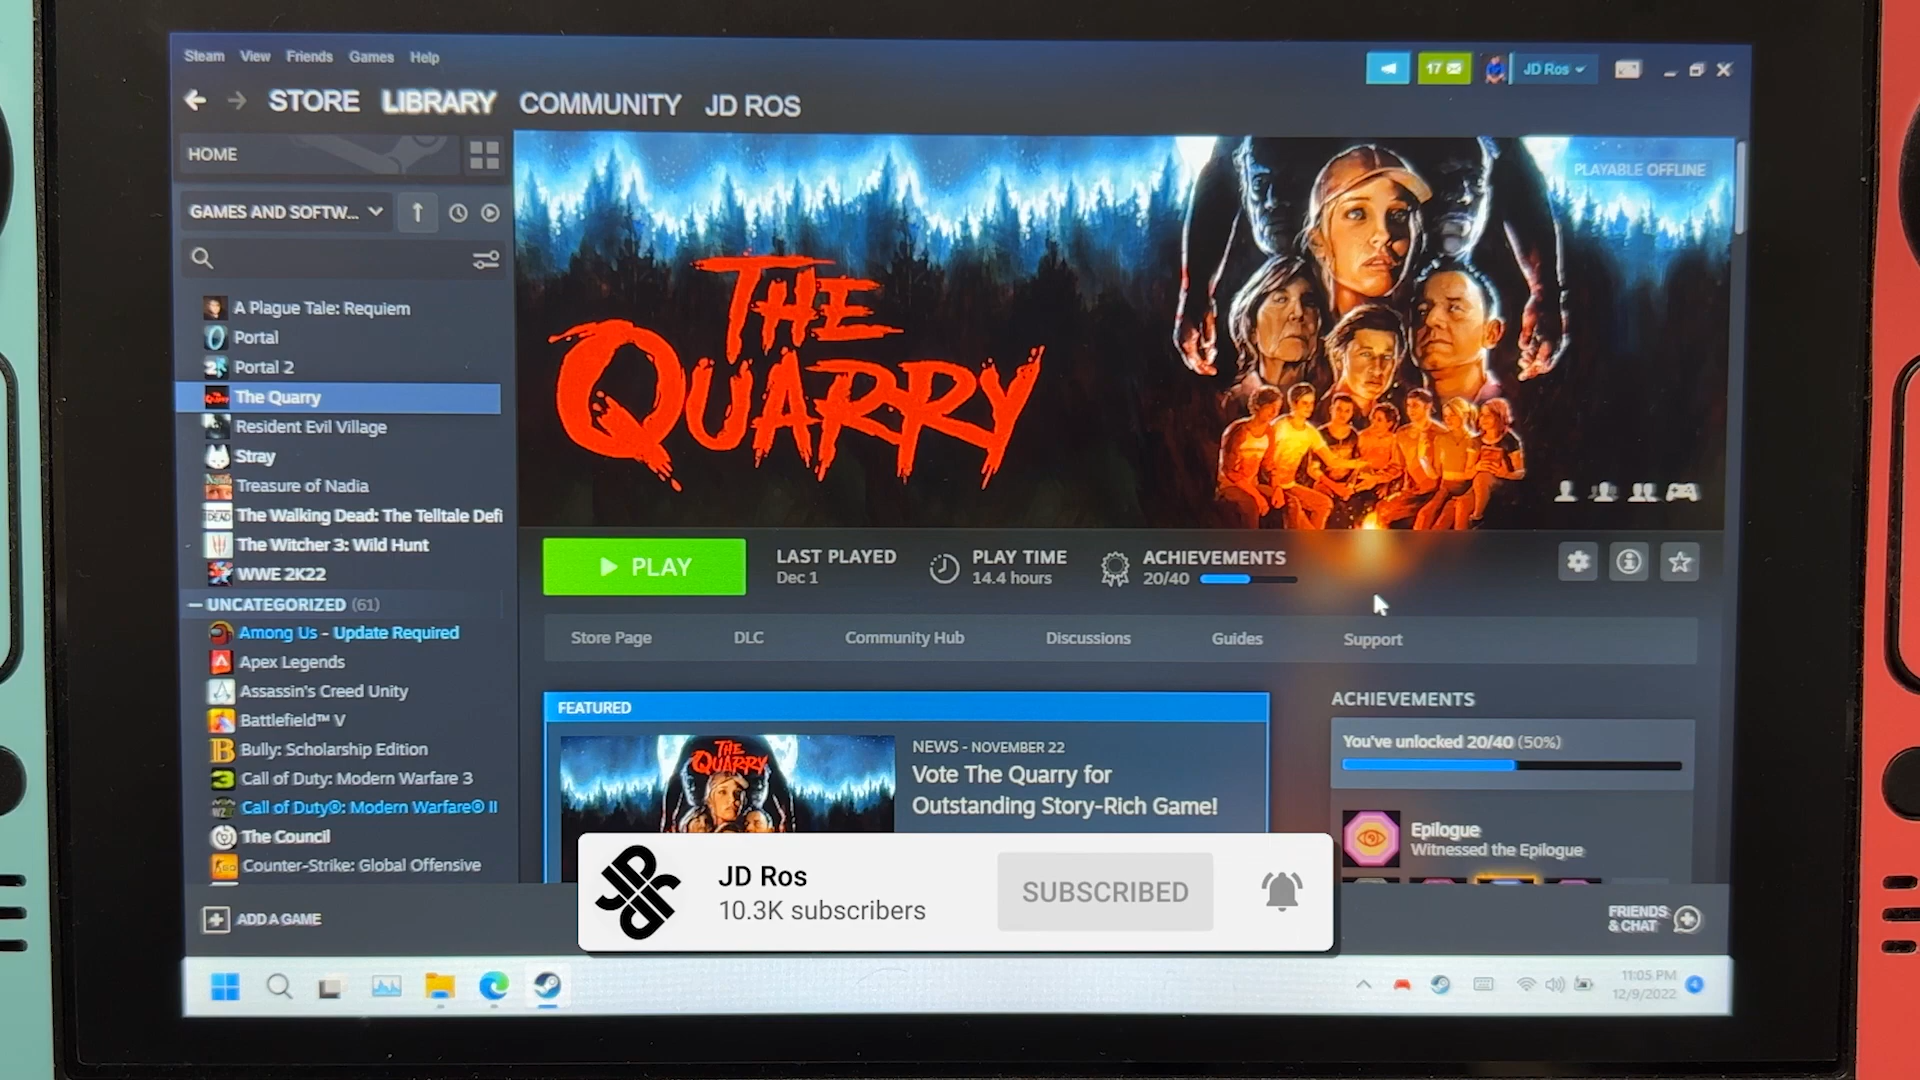 Steam View Friends Games Help
17
JD Ros
STORE LIBRARY COMMUNITY JD ROS
HOME
GAMES AND SOFTW...
A Plague Tale: Requiem
Portal
Portal 2
The Quarry
Resident Evil Village
Stray
Treasure of Nadia
The Walking Dead: The Telltale Defi
The Witcher 3: Wild Hunt
WWE 2K22
UNCATEGORIZED (61)
Among Us - Update Required
Apex Legends
Assassin's Creed Unity
Battlefield™ V
Bully: Scholarship Edition
Call of Duty: Modern Warfare 3
Call of Duty®: Modern Warfare® II
The Council
Counter-Strike: Global Offensive
ADD A GAME
PLAYABLE OFFLINE
THE
QUARRY
PLAY
LAST PLAYED
Dec 1
PLAY TIME
14.4 hours
ACHIEVEMENTS
20/40
Store Page DLC Community Hub Discussions Guides Support
FEATURED
THE
QUARRY
NEWS - NOVEMBER 22
Vote The Quarry for
Outstanding Story-Rich Game!
ACHIEVEMENTS
You've unlocked 20/40 (50%)
Epilogue
Witnessed the Epilogue
JD Ros
10.3K subscribers
SUBSCRIBED
FRIENDS
& CHAT
11:05 PM
12/9/2022
4